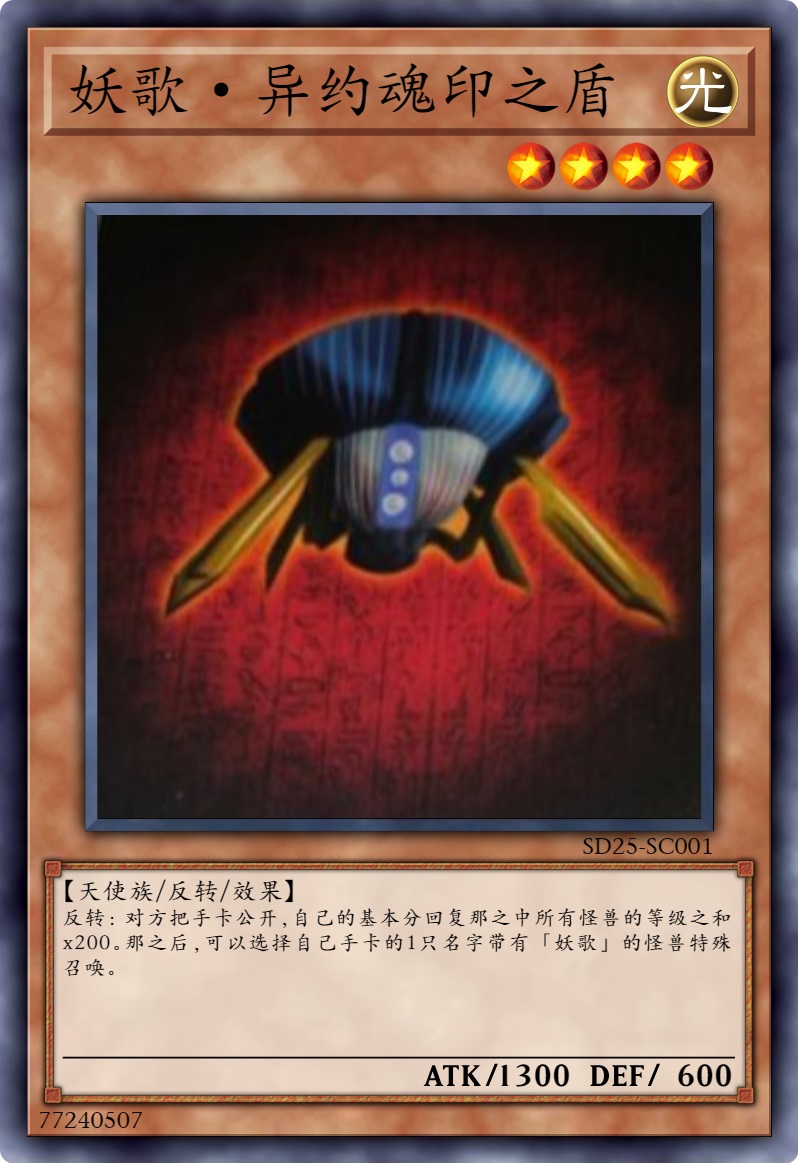 妖歌·异约魂印之盾
光
SD25-SC001
【天使族/反转/效果】
反转：对方把手卡公开，自己的基本分回复那之中所有怪兽的等级之和
x200。那之后，可以选择自己手卡的1只名字带有「妖歌」的怪兽特殊
召唤。
ATK/1300 DEF/ 600
77240507